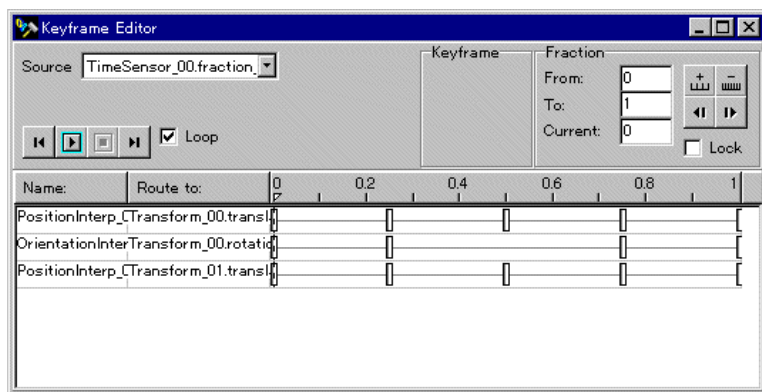 Keyframe Editor
Source TimeSensor_00.fraction_
Keyframe
Fraction
From: 0
To: 1
Current: 0
Loop
Lock
Name: Route to: 0 0.2 0.4 0.6 0.8 1
PositionInterp_ Transform_00.transl
OrientationInter Transform_00.rotatio
PositionInterp_ Transform_01.transl